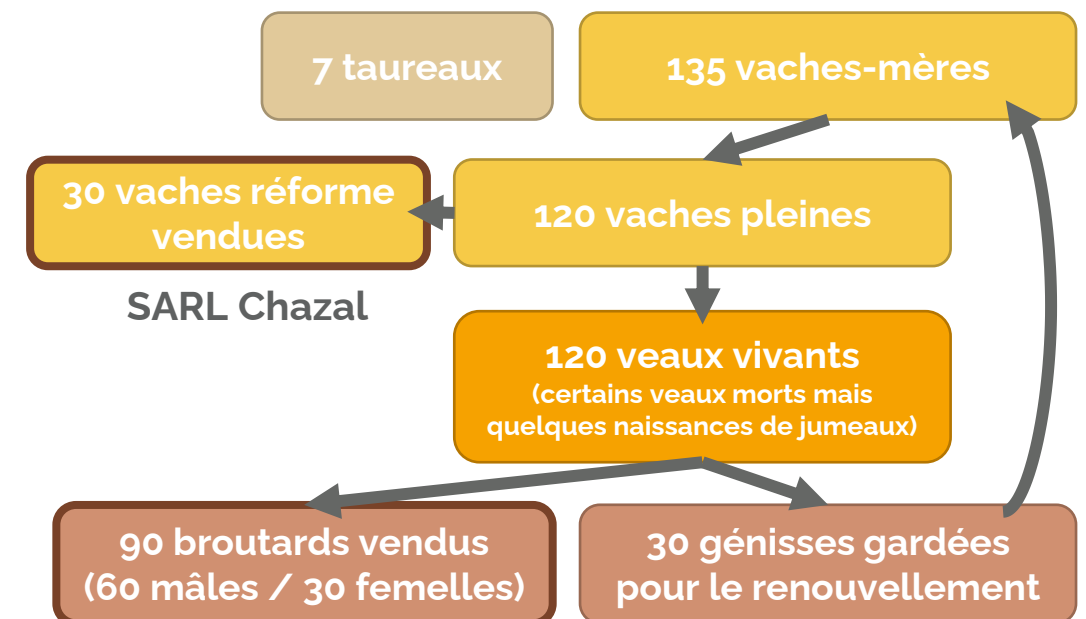 7 taureaux
135 vaches-mères
30 vaches réforme
vendues
120 vaches pleines
SARL Chazal
120 veaux vivants
(certains veaux morts mais
quelques naissances de jumeaux)
90 broutards vendus
(60 mâles / 30 femelles)
30 génisses gardées
pour le renouvellement